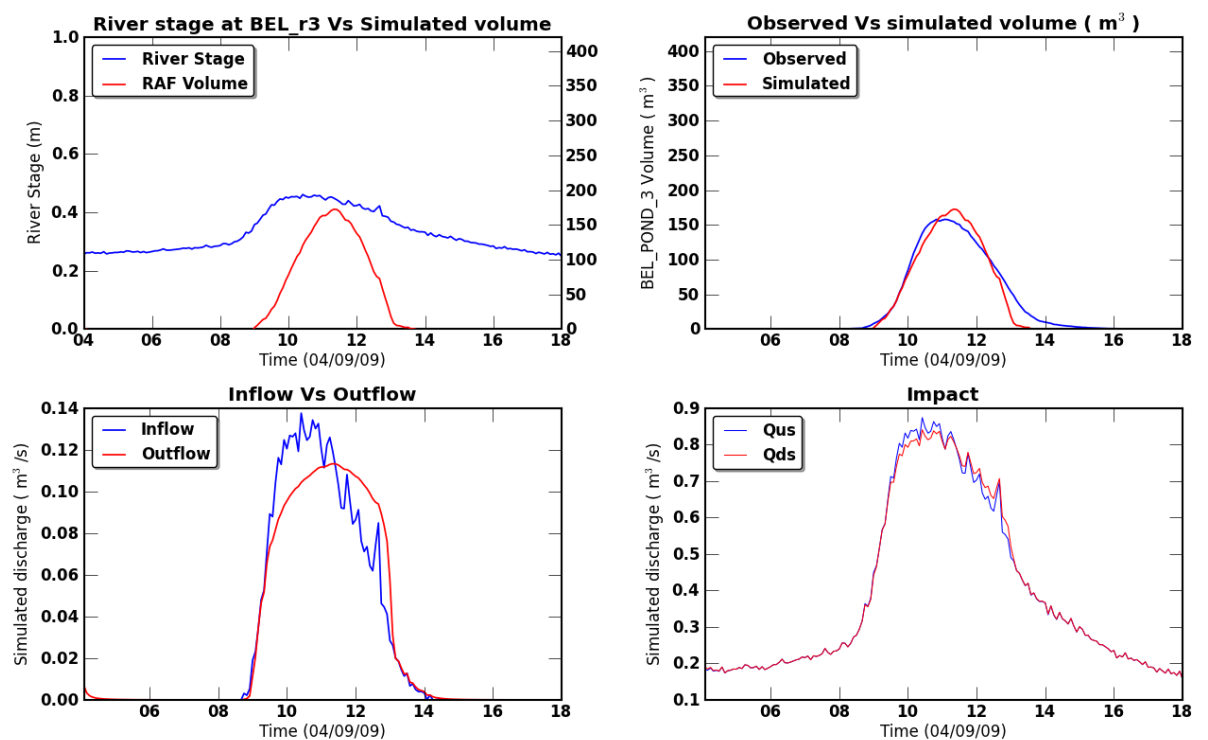 River stage at BEL_r3 Vs Simulated volume
1.0
0.8
0.6
0.4
0.2
0.0
River Stage (m)
River Stage
RAF Volume
400
350
300
250
200
150
100
50
0
04 06 08 10 12 14 16 18
Time (04/09/09)
Observed Vs simulated volume ( m³ )
400
350
300
250
200
150
100
50
0
BEL_POND_3 Volume ( m³ )
Observed
Simulated
06 08 10 12 14 16 18
Time (04/09/09)
Inflow Vs Outflow
0.14
0.12
0.10
0.08
0.06
0.04
0.02
0.00
Simulated discharge ( m³ /s)
Inflow
Outflow
06 08 10 12 14 16 18
Time (04/09/09)
Impact
0.9
0.8
0.7
0.6
0.5
0.4
0.3
0.2
0.1
Simulated discharge ( m³ /s)
Qus
Qds
06 08 10 12 14 16 18
Time (04/09/09)